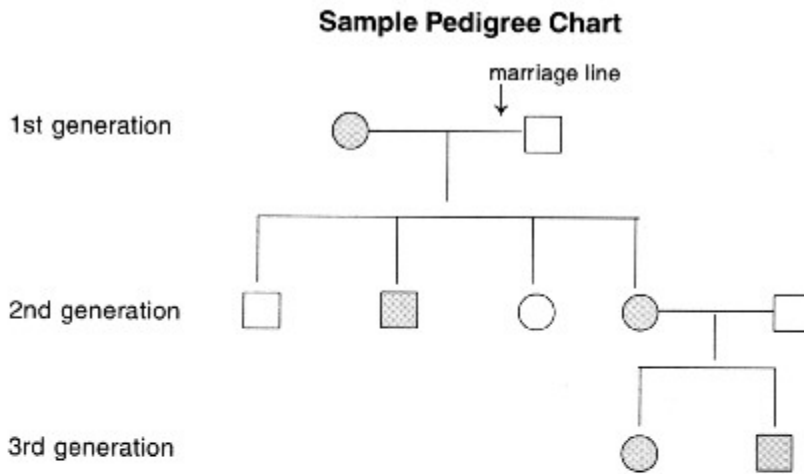 Sample Pedigree Chart
marriage line
1st generation
2nd generation
3rd generation